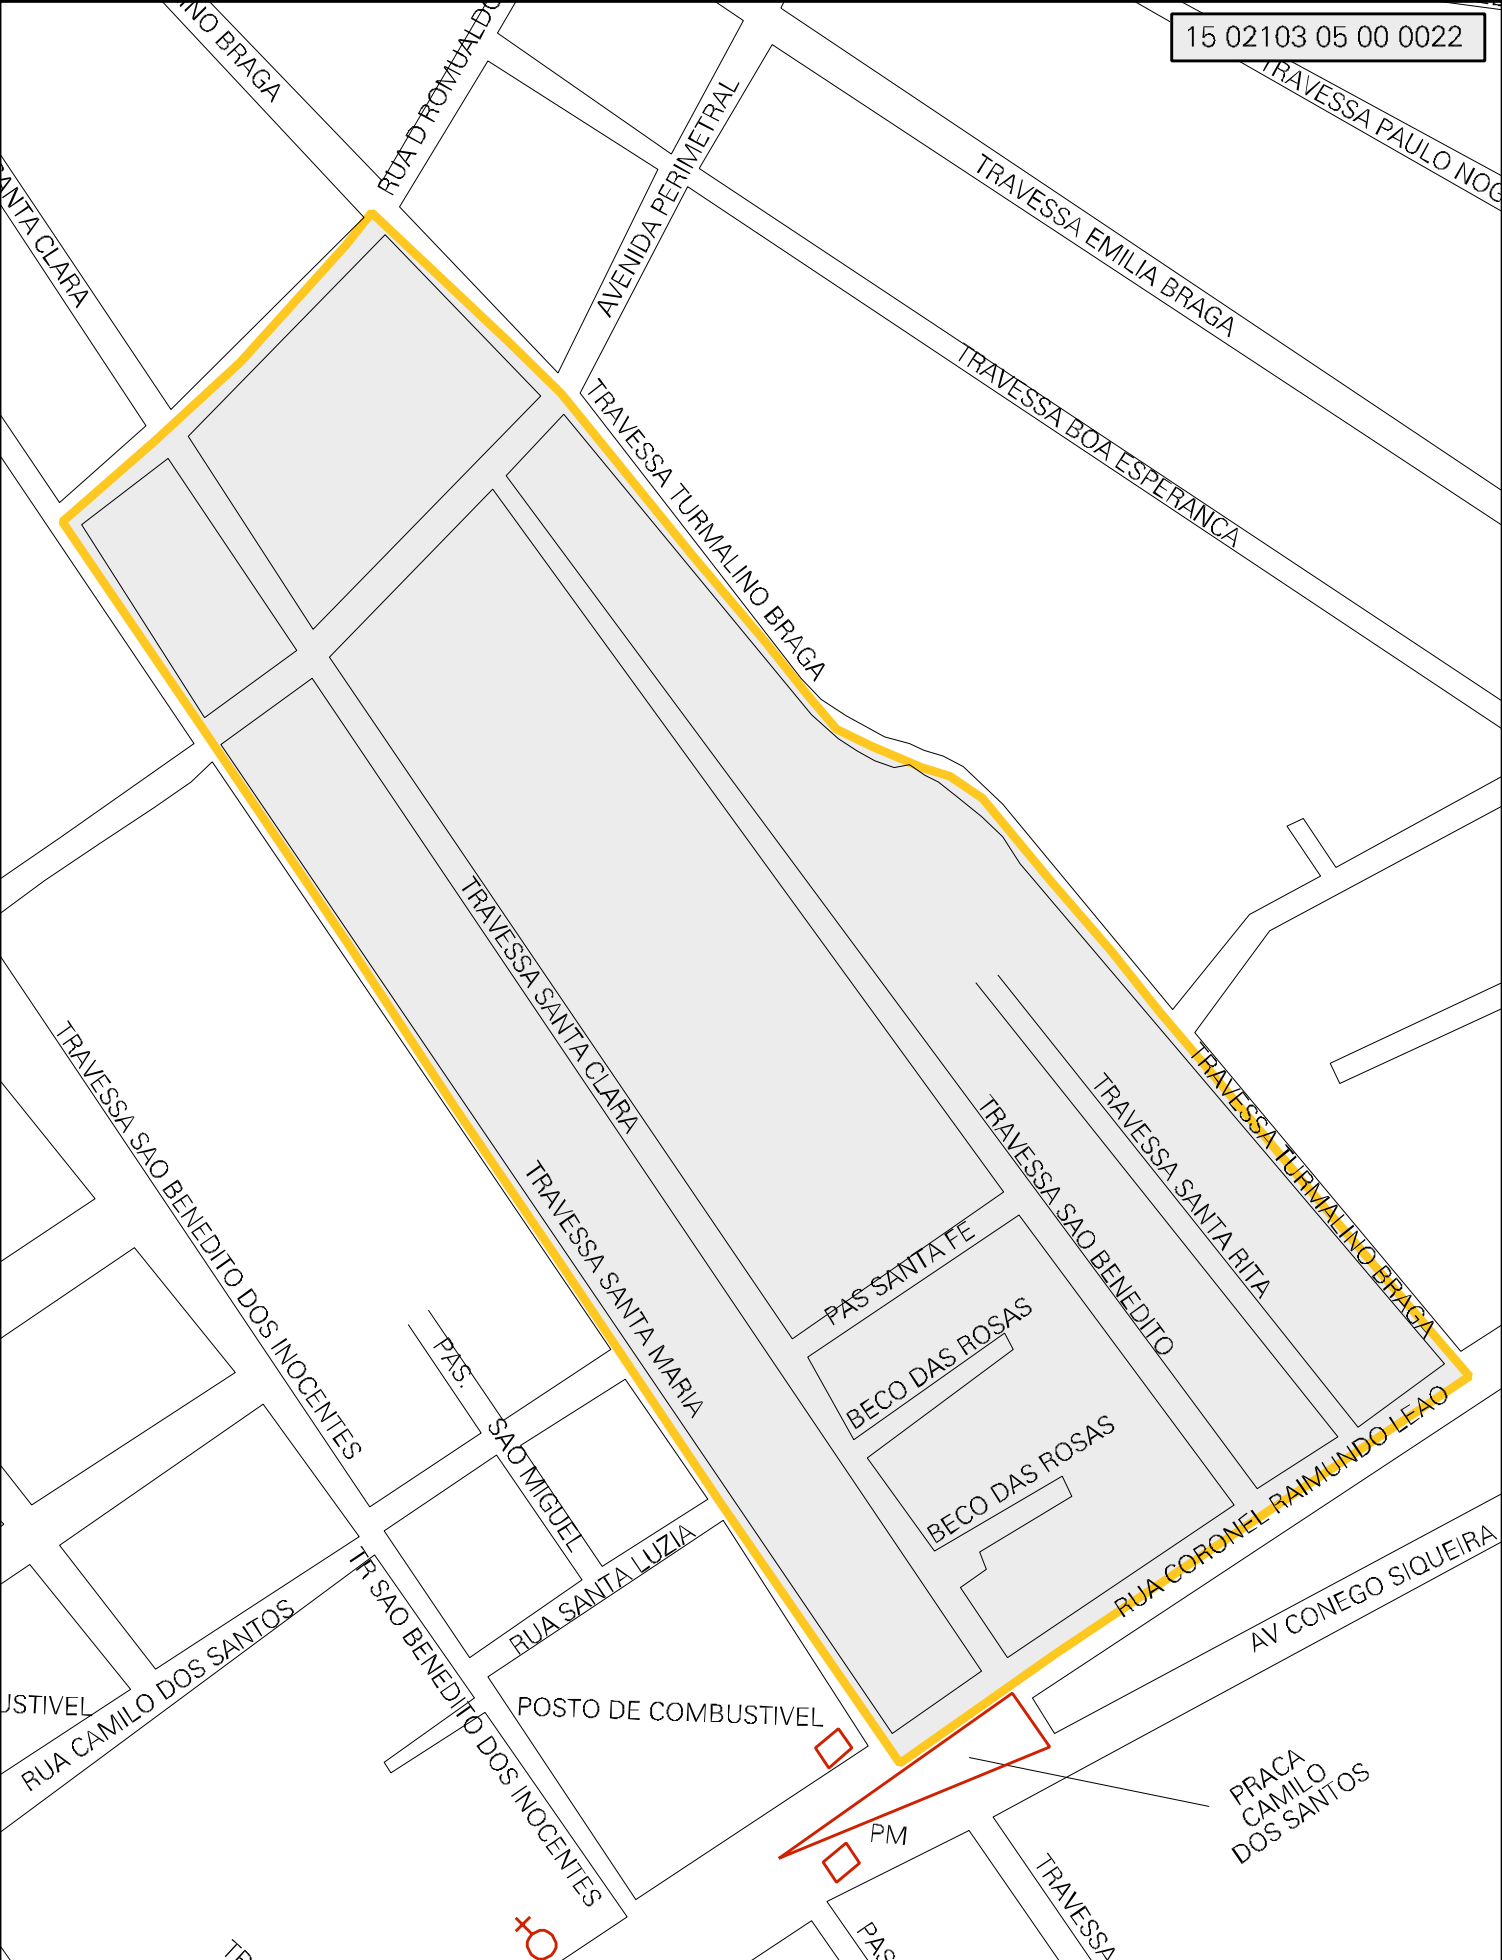 15 02103 05 00 0022
INO BRAGA
RUA D ROMUALDO
AVENIDA PERIMETRAL
TRAVESSA PAULO NOG
TRAVESSA EMILIA BRAGA
ANTA CLARA
TRAVESSA BOA ESPERANCA
TRAVESSA TURMALINO BRAGA
TRAVESSA SANTA CLARA
TRAVESSA SAO BENEDITO DOS INOCENTES
TRAVESSA TURMALINO BRAGA
TRAVESSA SANTA RITA
TRAVESSA SAO BENEDITO
TRAVESSA SANTA MARIA
PAS SANTA FE
BECO DAS ROSAS
PAS.
SAO MIGUEL
BECO DAS ROSAS
RUA CORONEL RAIMUNDO LEAO
RUA SANTA LUZIA
AV CONEGO SIQUEIRA
TR SAO BENEDITO DOS INOCENTES
RUA CAMILO DOS SANTOS
USTIVEL
POSTO DE COMBUSTIVEL
PRACA
CAMILO
DOS SANTOS
PM
TRAVESSA
PAS
TR